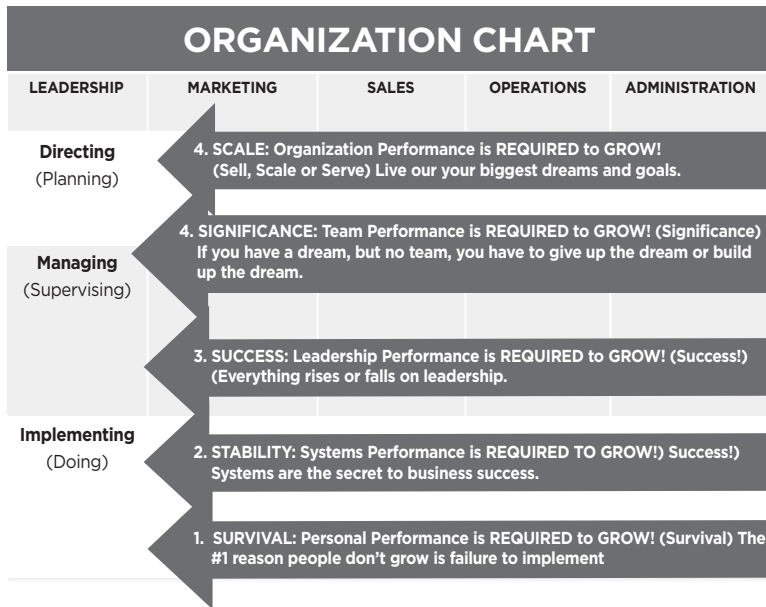 ORGANIZATION CHART
LEADERSHIP MARKETING SALES OPERATIONS ADMINISTRATION
Directing
(Planning)
4. SCALE: Organization Performance is REQUIRED to GROW!
(Sell, Scale or Serve) Live our your biggest dreams and goals.
4. SIGNIFICANCE: Team Performance is REQUIRED to GROW! (Significance)
If you have a dream, but no team, you have to give up the dream or build
up the dream.
Managing
(Supervising)
3. SUCCESS: Leadership Performance is REQUIRED to GROW! (Success!)
(Everything rises or falls on leadership.
Implementing
(Doing)
2. STABILITY: Systems Performance is REQUIRED TO GROW!) Success!)
Systems are the secret to business success.
1. SURVIVAL: Personal Performance is REQUIRED to GROW! (Survival) The
#1 reason people don’t grow is failure to implement